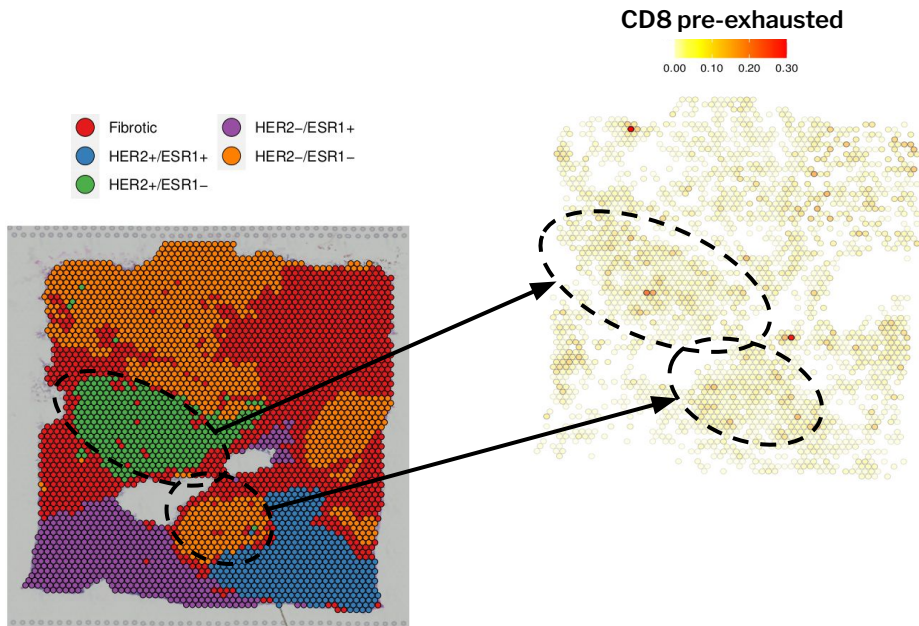 CD8 pre-exhausted
0.00 0.10 0.20 0.30
Fibrotic
HER2−/ESR1+
HER2+/ESR1+
HER2−/ESR1−
HER2+/ESR1−